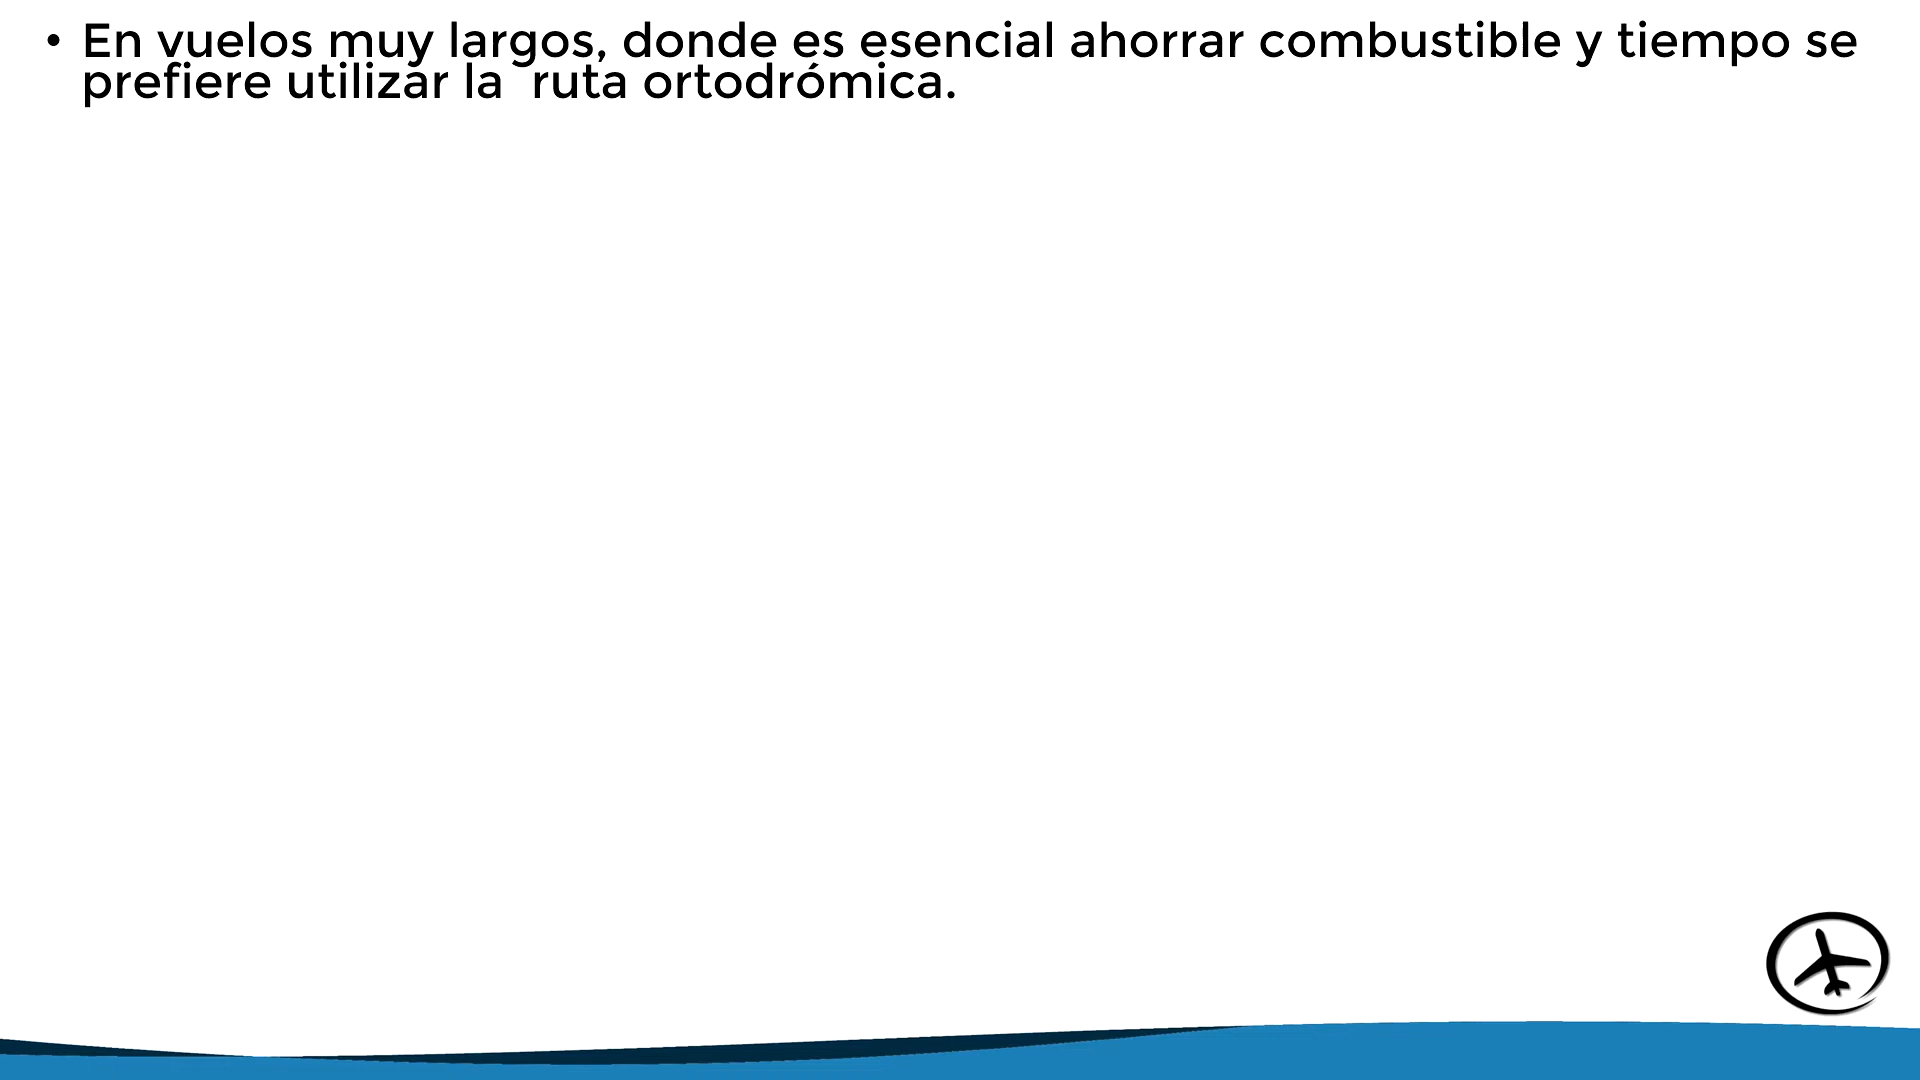 • En vuelos muy largos, donde es esencial ahorrar combustible y tiempo se
prefiere utilizar la  ruta ortodrómica.